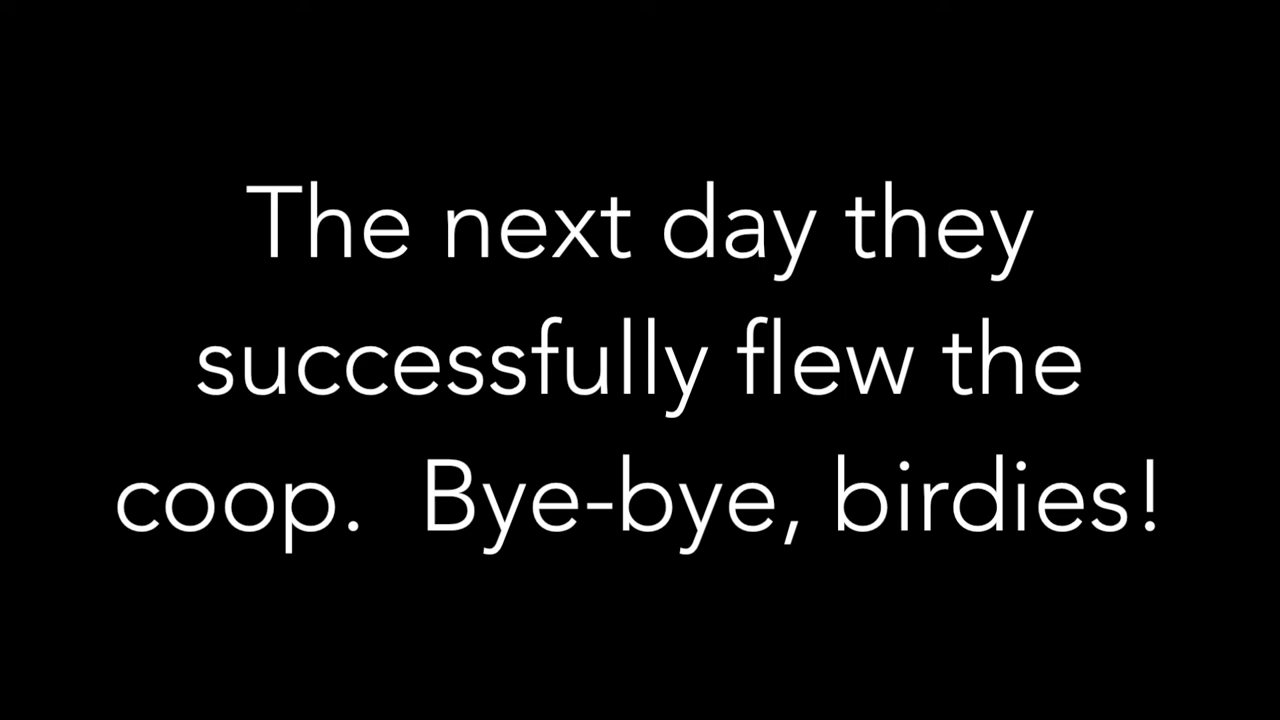 The next day they
successfully flew the
coop.  Bye-bye, birdies!